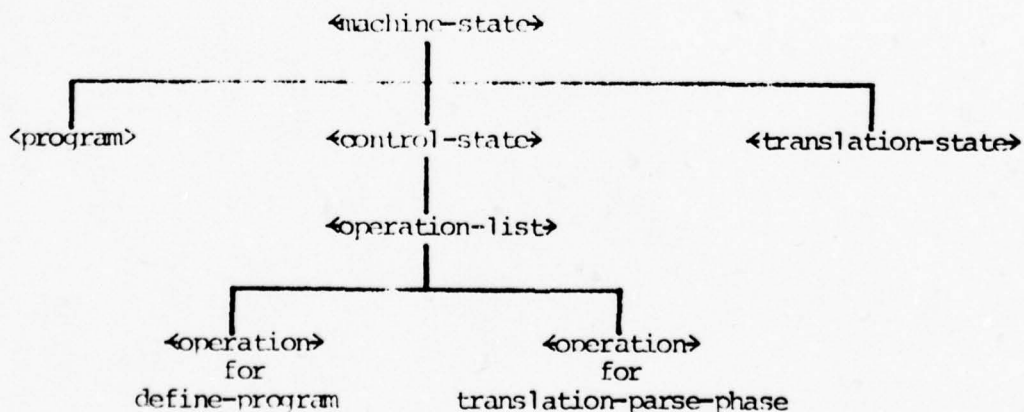 <machine-state>
<program> <control-state> <translation-state>
<operation-list>
<operation> <operation>
for for
define-program translation-parse-phase